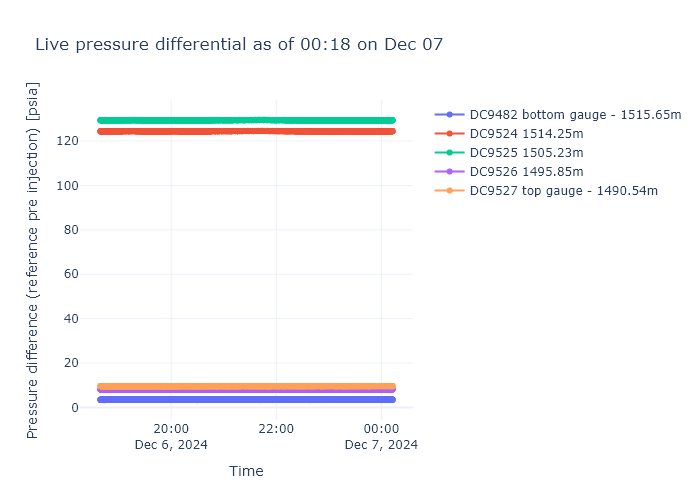 Live pressure differential as of 00:18 on Dec 07
Pressure difference (reference pre injection) [psia]
120
100
80
60
40
20
0
20:00
Dec 6, 2024
22:00
00:00
Dec 7, 2024
Time
DC9482 bottom gauge - 1515.65m
DC9524 1514.25m
DC9525 1505.23m
DC9526 1495.85m
DC9527 top gauge - 1490.54m